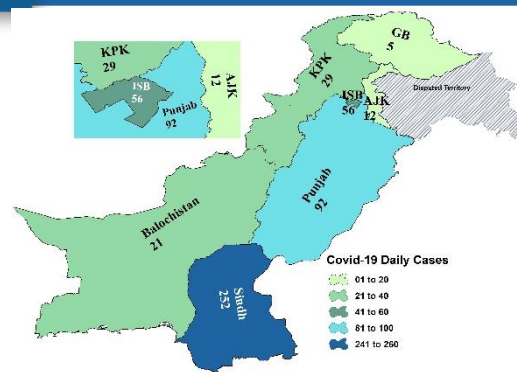 KPK
29
ISB
56
Punjab
92
AJK
12
GB
5
KPK
29
Disputed Territory
ISB
56
AJK
12
Punjab
92
Balochistan
21
Sindh
252
Covid-19 Daily Cases
01 to 20
21 to 40
41 to 60
81 to 100
241 to 260